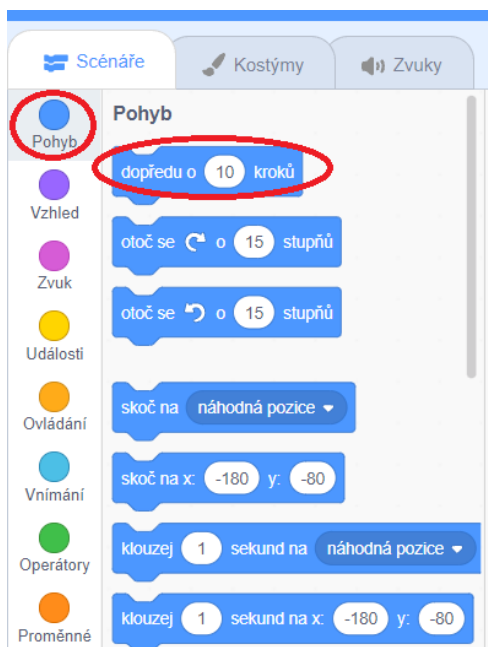 Scénáře Kostýmy Zvuky
Pohyb
Vzhled
Zvuk
Události
Ovládání
Vnímání
Operátory
Proměnné
Pohyb
dopředu o 10 kroků
otoč se o 15 stupňů
otoč se o 15 stupňů
skoč na náhodná pozice
skoč na x: -180 y: -80
klouzej 1 sekund na náhodná pozice
klouzej 1 sekund na x: -180 y: -80